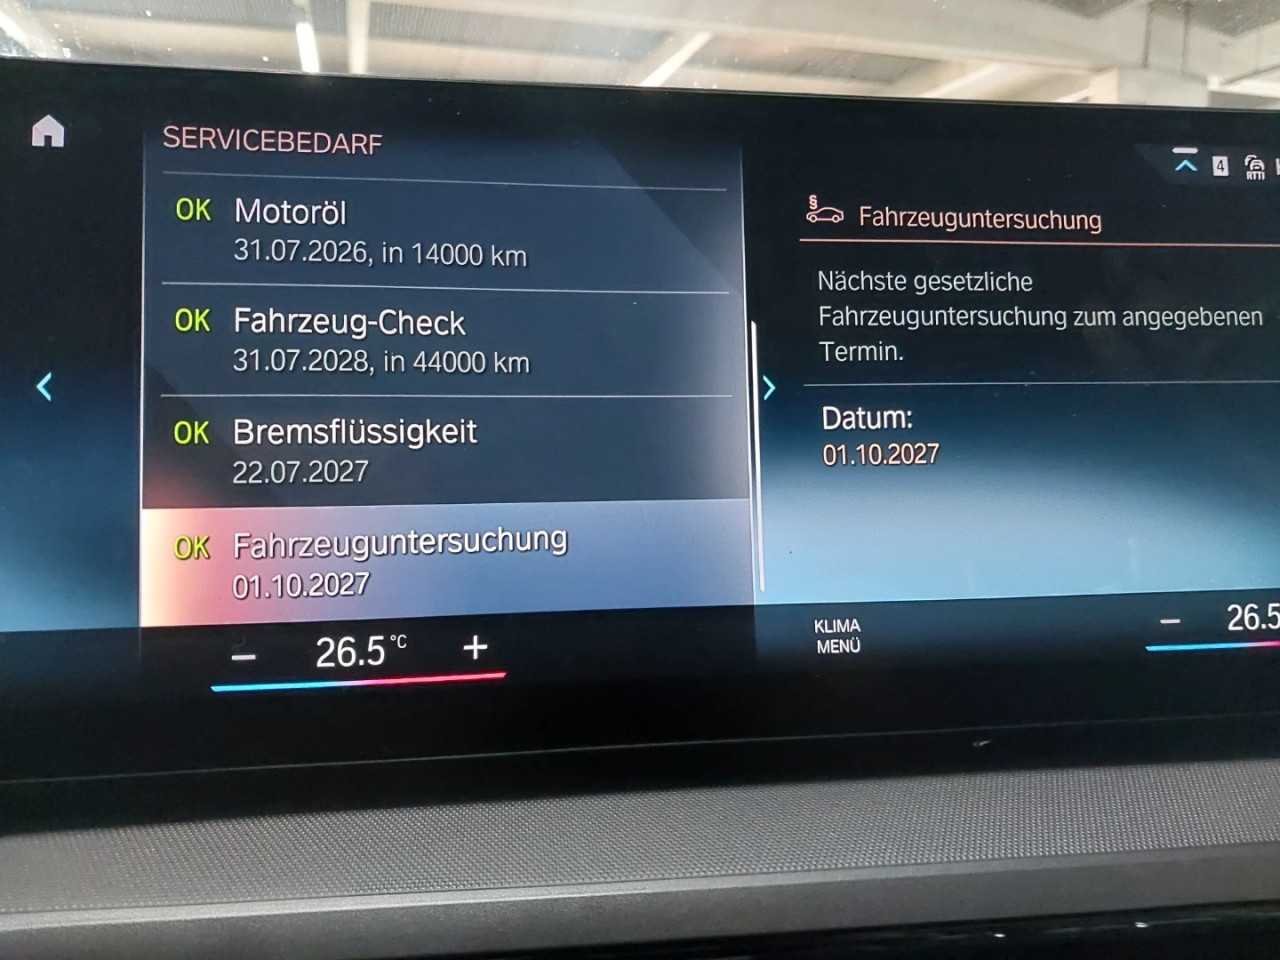 SERVICEBEDARF
OK Motoröl
31.07.2026, in 14000 km
OK Fahrzeug-Check
31.07.2028, in 44000 km
OK Bremsflüssigkeit
22.07.2027
OK Fahrzeuguntersuchung
01.10.2027
4
RTTI
§
Fahrzeuguntersuchung
Nächste gesetzliche
Fahrzeuguntersuchung zum angegebenen
Termin.
Datum:
01.10.2027
− 26.5 °C +
KLIMA
MENÜ
− 26.5